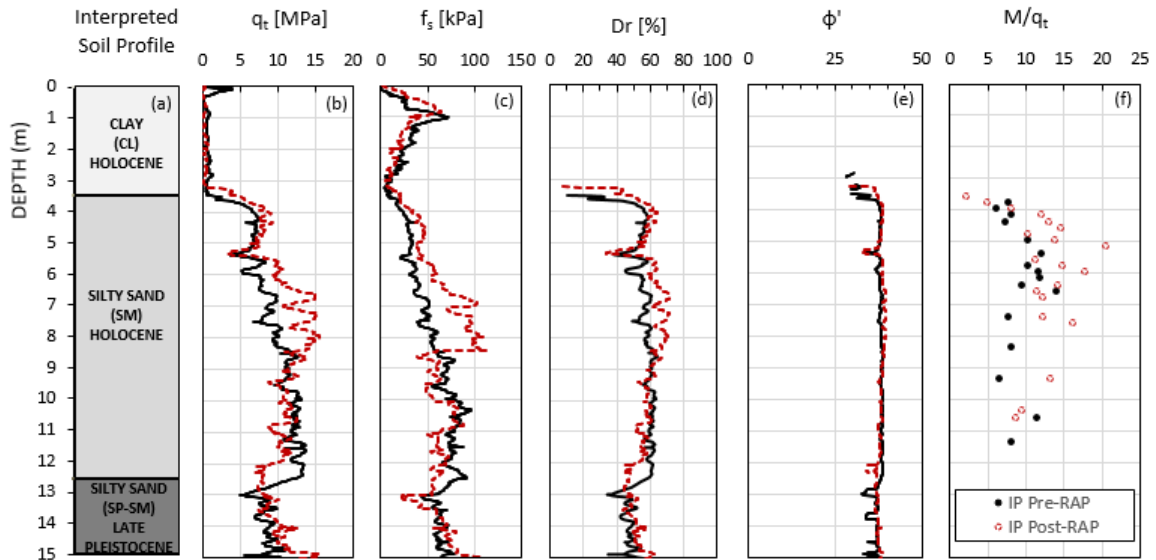 Interpreted
Soil Profile
qt [MPa]
fs [kPa]
Dr [%]
ϕ'
M/qt
0 5 10 15 20
0 50 100 150
0 20 40 60 80 100
0 50
0 5 10 15 20 25
DEPTH (m)
0
1
2
3
4
5
6
7
8
9
10
11
12
13
14
15
(a)
CLAY
(CL)
HOLOCENE
SILTY SAND
(SM)
HOLOCENE
SILTY SAND
(SP-SM)
LATE
PLEISTOCENE
(b)
(c)
(d)
(e)
(f)
IP Pre-RAP
IP Post-RAP